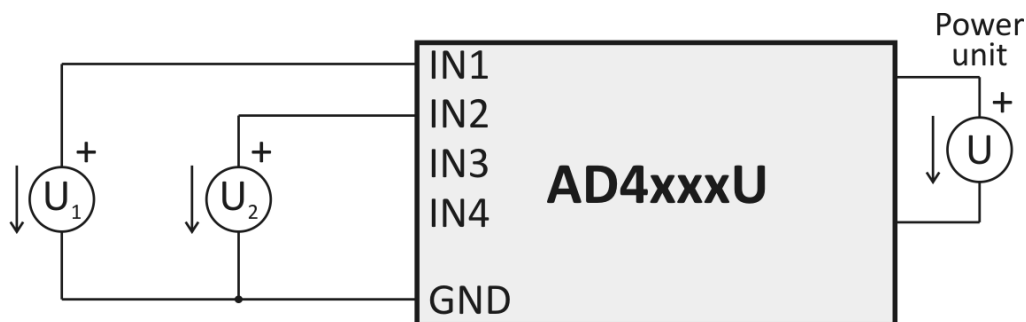 Power
unit
IN1
IN2
IN3
IN4
GND
AD4xxxU
+
U1
+
U2
+
U